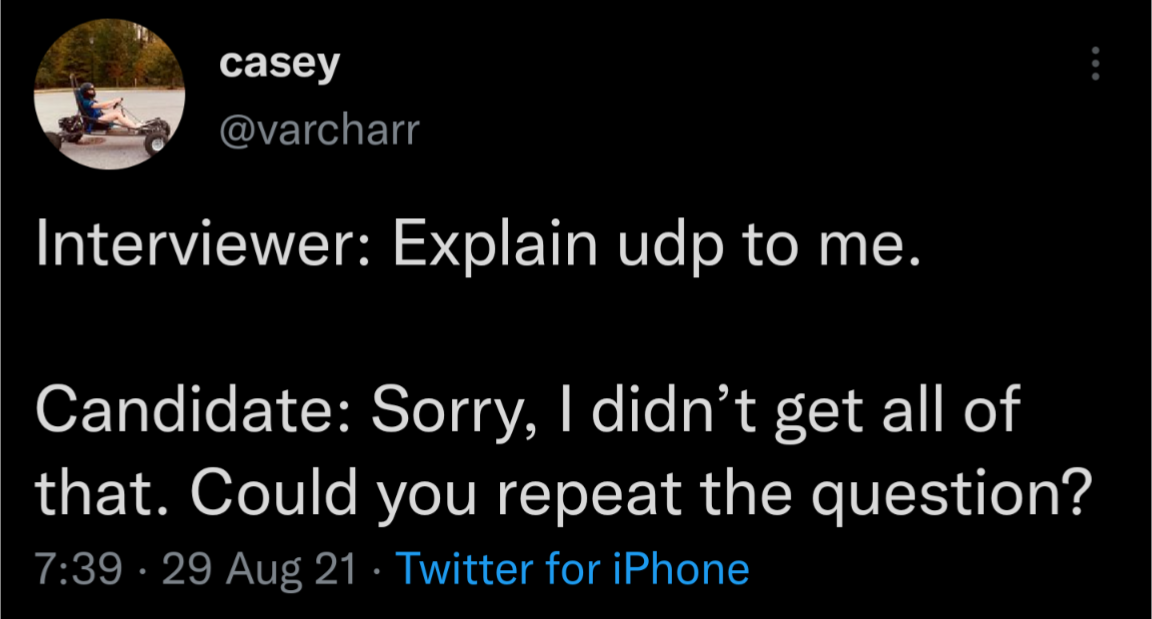 casey
@varcharr
Interviewer: Explain udp to me.
Candidate: Sorry, I didn’t get all of
that. Could you repeat the question?
7:39 · 29 Aug 21 · Twitter for iPhone